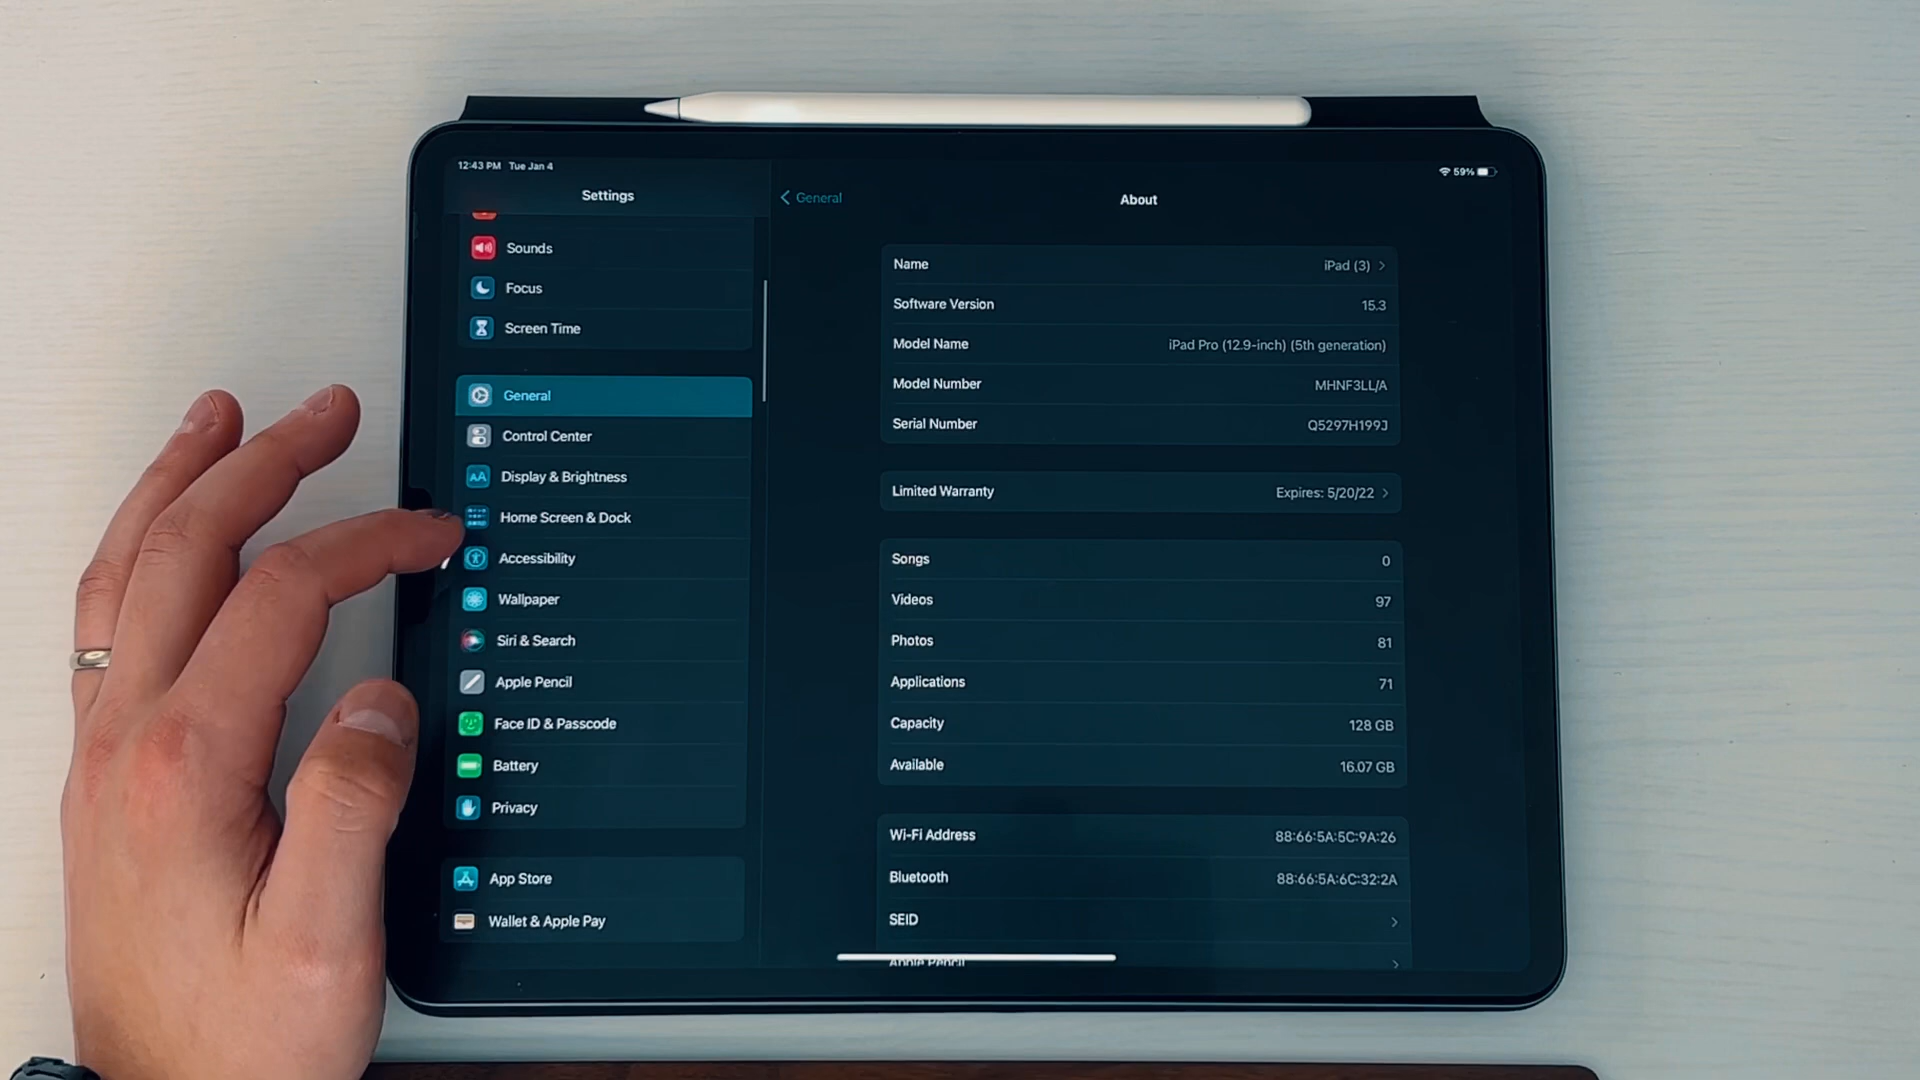 12:43 PM Tue Jan 4
59%
Settings
Sounds
Focus
Screen Time
General
Control Center
Display & Brightness
Home Screen & Dock
Accessibility
Wallpaper
Siri & Search
Apple Pencil
Face ID & Passcode
Battery
Privacy
App Store
Wallet & Apple Pay
General
About
Name iPad (3)
Software Version 15.3
Model Name iPad Pro (12.9-inch) (5th generation)
Model Number MHNF3LL/A
Serial Number Q5297H199J
Limited Warranty Expires: 5/20/22
Songs 0
Videos 97
Photos 81
Applications 71
Capacity 128 GB
Available 16.07 GB
Wi-Fi Address 88:66:5A:5C:9A:26
Bluetooth 88:66:5A:6C:32:2A
SEID
Apple Pencil